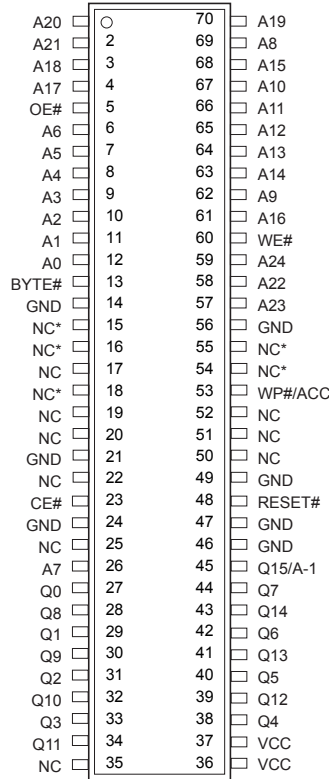 A20 70 A19
A21 2 69 A8
A18 3 68 A15
A17 4 67 A10
OE# 5 66 A11
A6 6 65 A12
A5 7 64 A13
A4 8 63 A14
A3 9 62 A9
A2 10 61 A16
A1 11 60 WE#
A0 12 59 A24
BYTE# 13 58 A22
GND 14 57 A23
NC* 15 56 GND
NC* 16 55 NC*
NC 17 54 NC*
NC* 18 53 WP#/ACC
NC 19 52 NC
NC 20 51 NC
GND 21 50 NC
NC 22 49 GND
CE# 23 48 RESET#
GND 24 47 GND
NC 25 46 GND
A7 26 45 Q15/A-1
Q0 27 44 Q7
Q8 28 43 Q14
Q1 29 42 Q6
Q9 30 41 Q13
Q2 31 40 Q5
Q10 32 39 Q12
Q3 33 38 Q4
Q11 34 37 VCC
NC 35 36 VCC